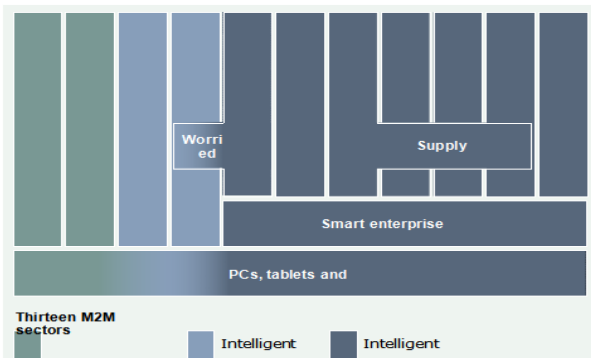 Worri
ed
Supply
Smart enterprise
PCs, tablets and
Thirteen M2M
sectors
Intelligent
Intelligent